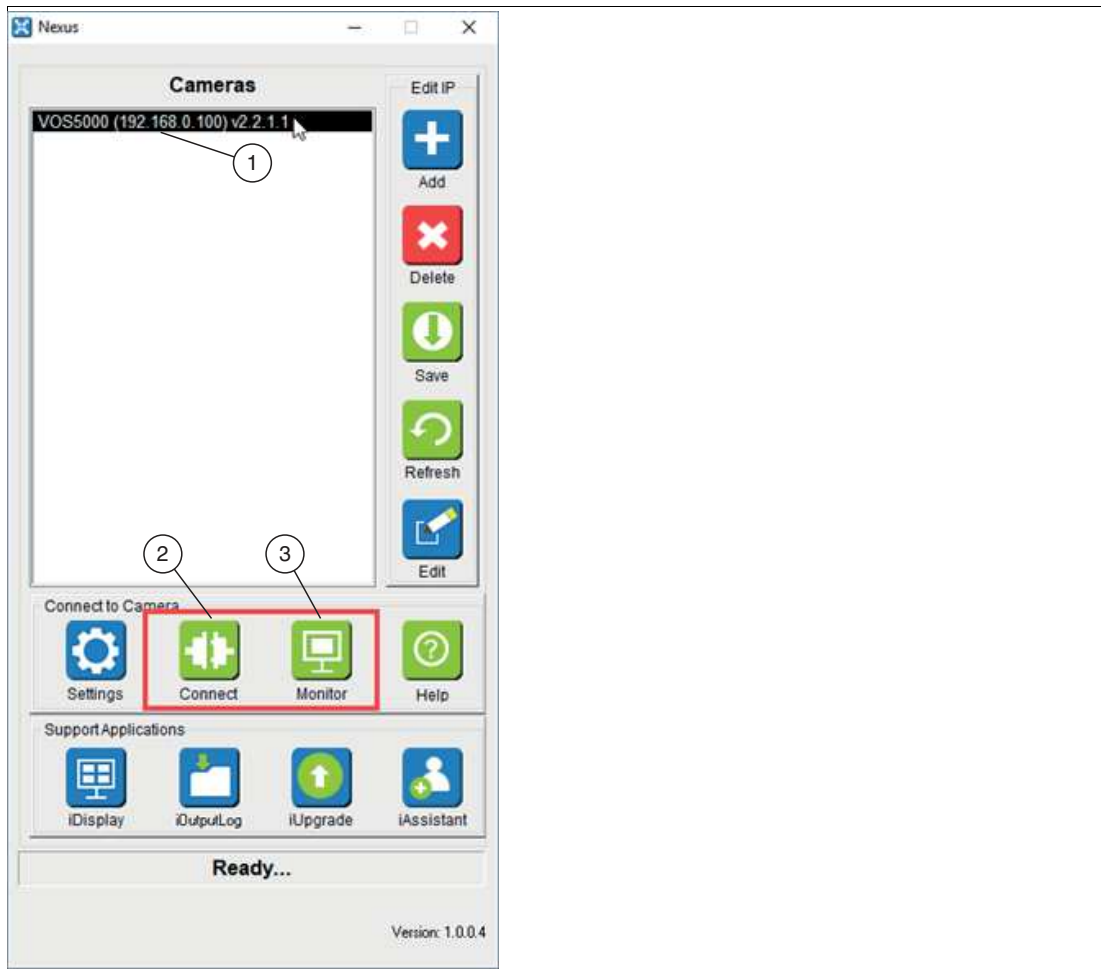 Nexus
Cameras
Edit IP
VOS5000 (192.168.0.100) v2.2.1.1
1
Add
Delete
Save
Refresh
2
3
Edit
Connect to Camera
Settings
Connect
Monitor
Help
Support Applications
iDisplay
iOutputLog
iUpgrade
iAssistant
Ready...
Version: 1.0.0.4